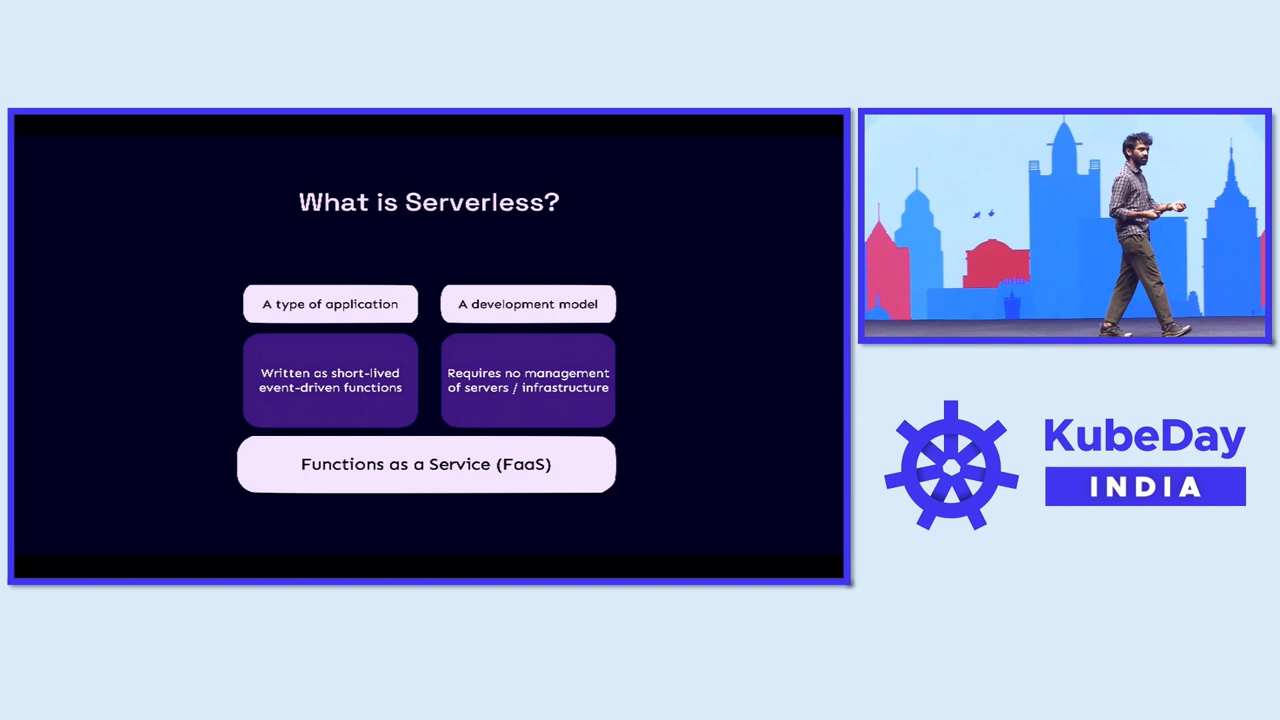 What is Serverless?
A type of application
A development model
Written as short-lived
event-driven functions
Requires no management
of servers / infrastructure
Functions as a Service (FaaS)
KubeDay
INDIA